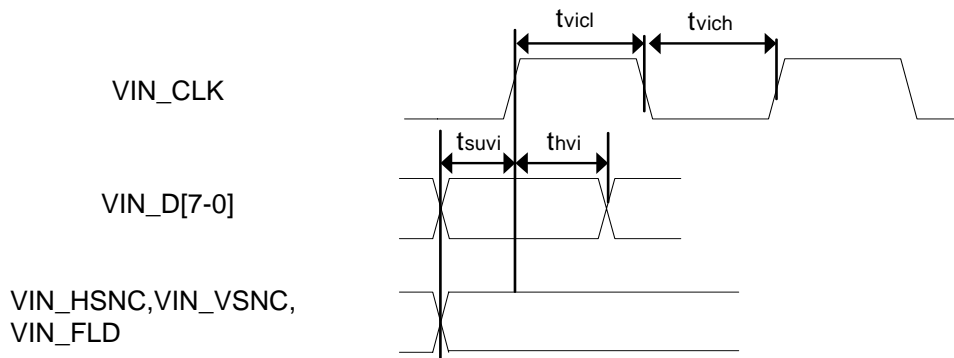 tvicl tvich
VIN_CLK
tsuvi thvi
VIN_D[7-0]
VIN_HSNC,VIN_VSNC,
VIN_FLD